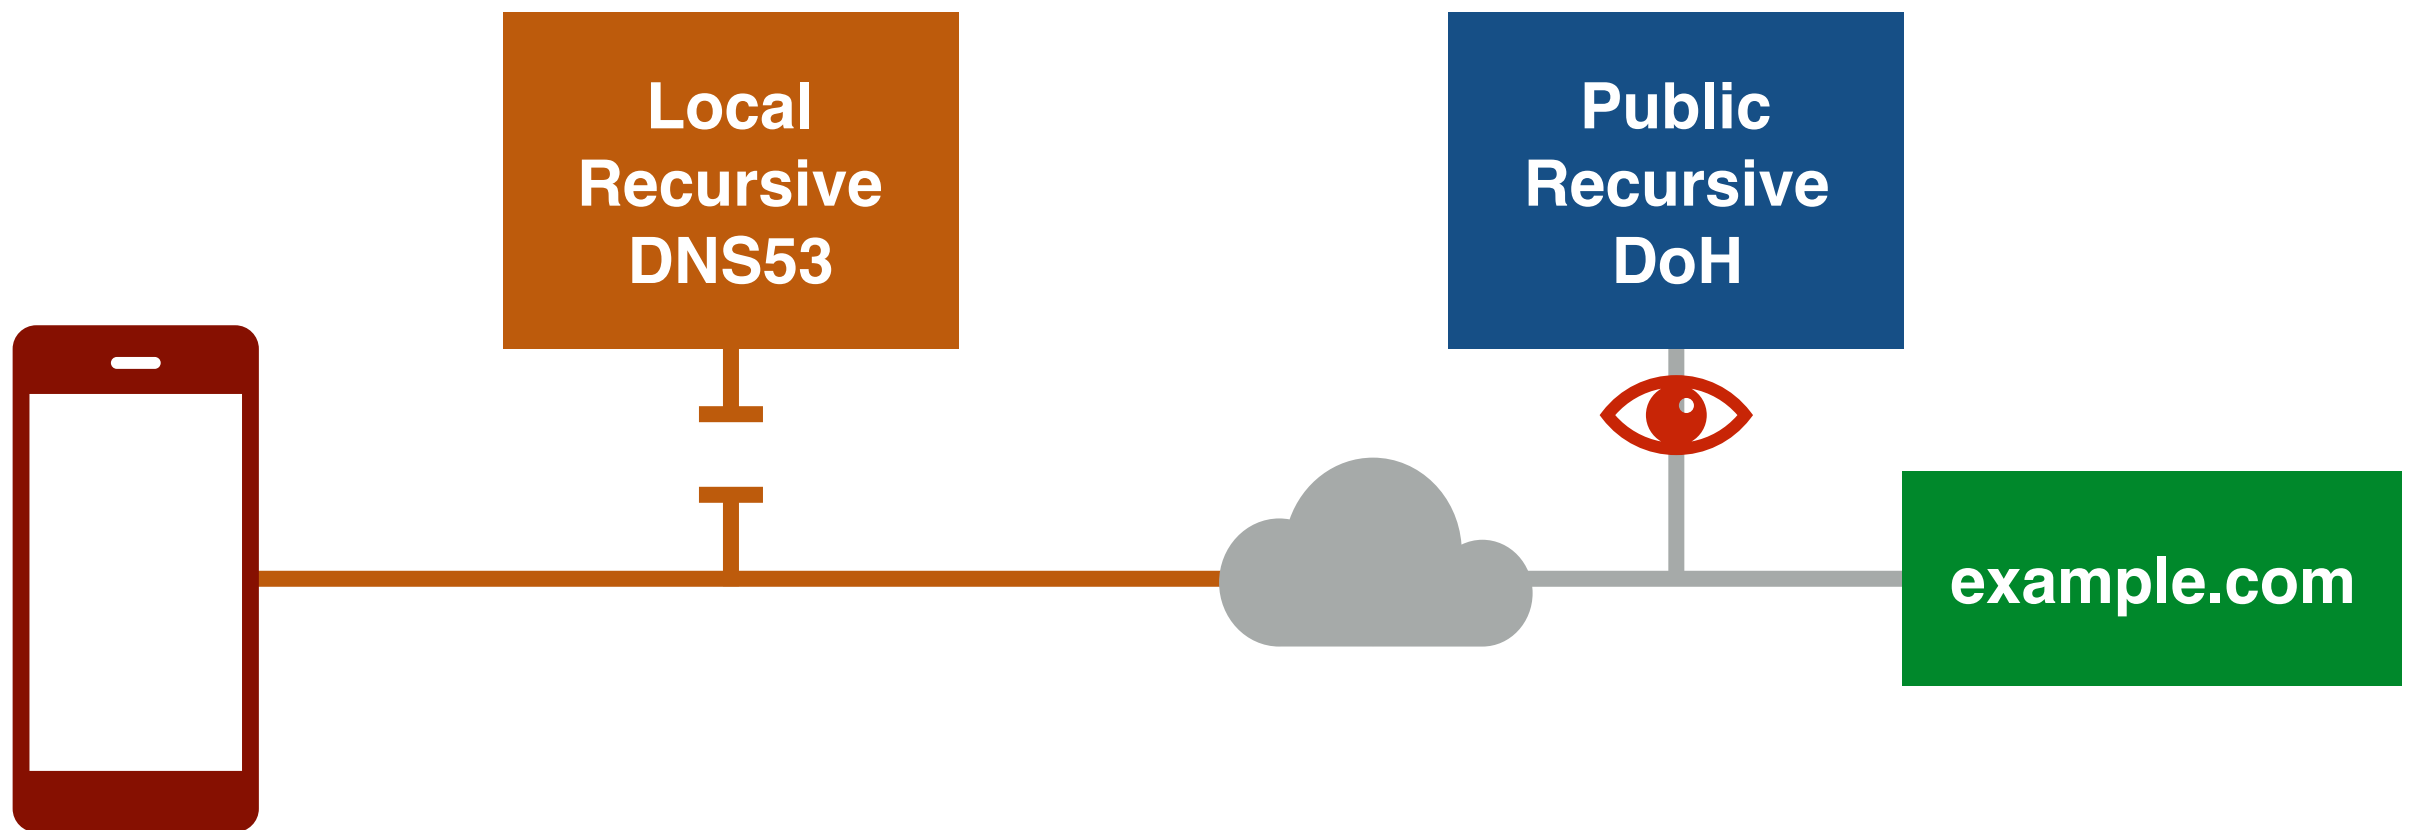 Local
Recursive
DNS53
Public
Recursive
DoH
example.com